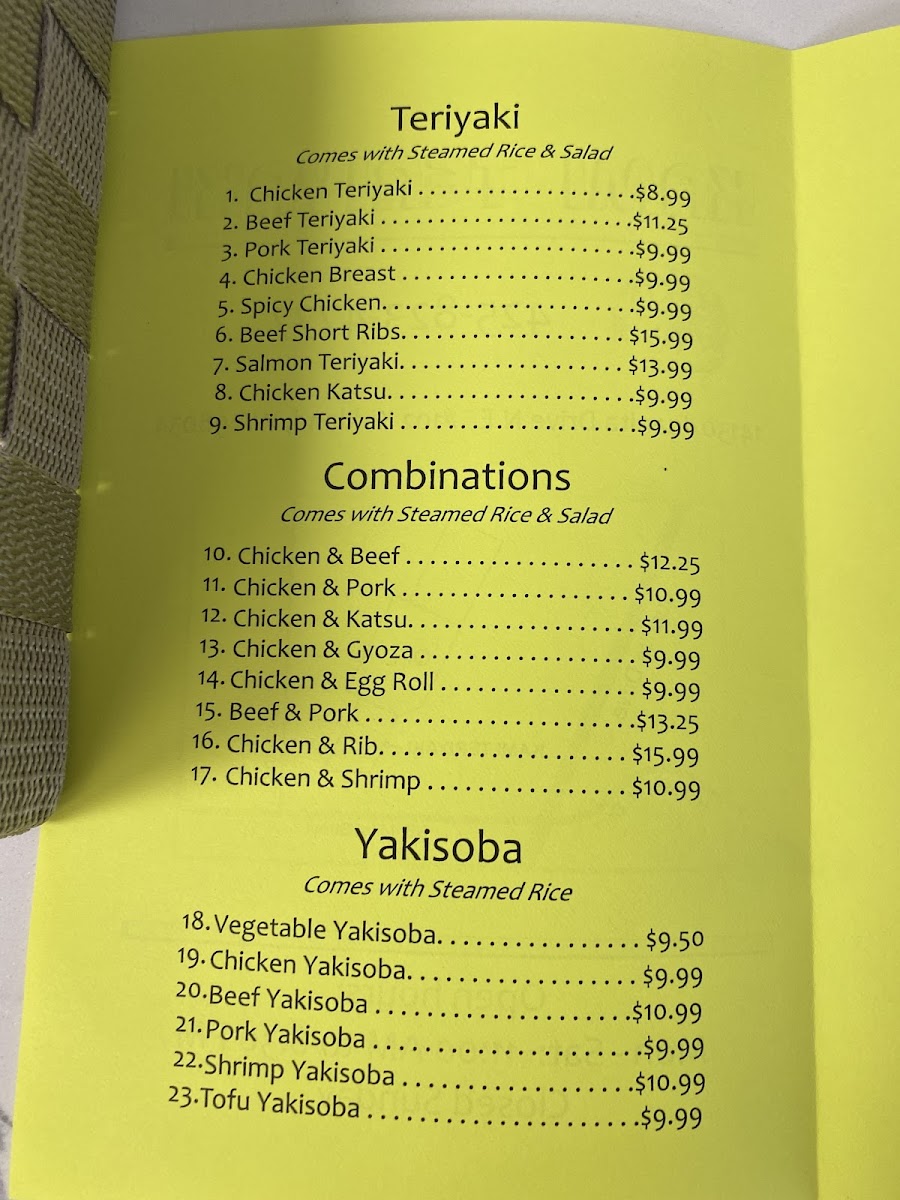 Teriyaki
Comes with Steamed Rice & Salad
1. Chicken Teriyaki . . . . . . . . . . . . . . . . . . .$8.99
2. Beef Teriyaki . . . . . . . . . . . . . . . . . . . . . .$11.25
3. Pork Teriyaki . . . . . . . . . . . . . . . . . . . . . .$9.99
4. Chicken Breast . . . . . . . . . . . . . . . . . . . .$9.99
5. Spicy Chicken. . . . . . . . . . . . . . . . . . . . . .$9.99
6. Beef Short Ribs. . . . . . . . . . . . . . . . . . . . $15.99
7. Salmon Teriyaki. . . . . . . . . . . . . . . . . . . . $13.99
8. Chicken Katsu. . . . . . . . . . . . . . . . . . . . . .$9.99
9. Shrimp Teriyaki . . . . . . . . . . . . . . . . . . . . .$9.99
Combinations
Comes with Steamed Rice & Salad
10. Chicken & Beef . . . . . . . . . . . . . . . . . . . . $12.25
11. Chicken & Pork . . . . . . . . . . . . . . . . . . . . $10.99
12. Chicken & Katsu. . . . . . . . . . . . . . . . . . . . $11.99
13. Chicken & Gyoza . . . . . . . . . . . . . . . . . . . $9.99
14. Chicken & Egg Roll . . . . . . . . . . . . . . . . . $9.99
15. Beef & Pork . . . . . . . . . . . . . . . . . . . . . . . .$13.25
16. Chicken & Rib. . . . . . . . . . . . . . . . . . . . . . $15.99
17. Chicken & Shrimp . . . . . . . . . . . . . . . . . $10.99
Yakisoba
Comes with Steamed Rice
18. Vegetable Yakisoba. . . . . . . . . . . . . . . . $9.50
19. Chicken Yakisoba. . . . . . . . . . . . . . . . . . $9.99
20. Beef Yakisoba . . . . . . . . . . . . . . . . . . . . .$10.99
21. Pork Yakisoba . . . . . . . . . . . . . . . . . . . . . .$9.99
22. Shrimp Yakisoba . . . . . . . . . . . . . . . . . . .$10.99
23. Tofu Yakisoba . . . . . . . . . . . . . . . . . . . . . .$9.99